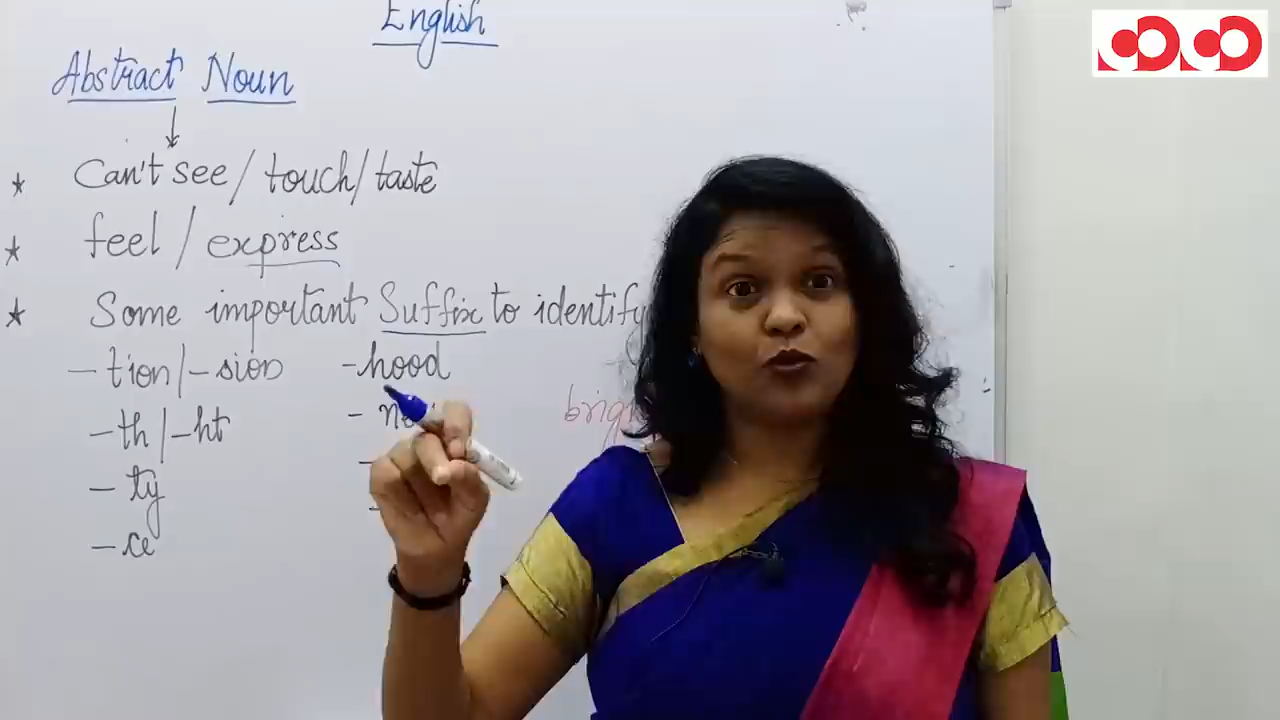 English
Abstract Noun
★ Can't see / touch / taste
★ feel / express
★ Some important Suffix to identify
- tion / - sion - hood
- th / - ht
- ty
- ce